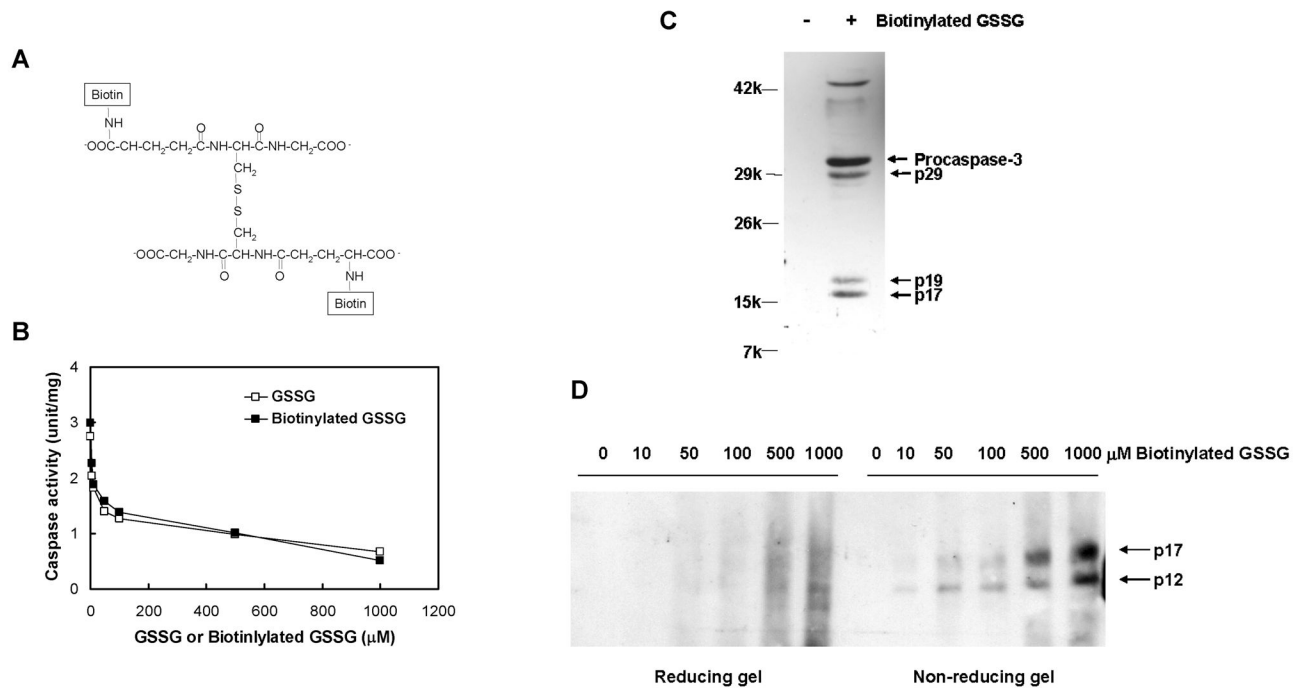 A
Biotin
NH
O O
-OOC-CH-CH2-CH2-C-NH-CH-C-NH-CH2-COO-
CH2
S
S
CH2
-OOC-CH2-NH-C-CH-NH-C-CH2-CH2-CH-COO-
O O NH
Biotin
B
4
3
2
1
0
Caspase activity (unit/mg)
GSSG
Biotinylated GSSG
0 200 400 600 800 1000 1200
GSSG or Biotinlylated GSSG (μM)
C
- + Biotinylated GSSG
42k
Procaspase-3
29k
p29
26k
p19
p17
15k
7k
D
0 10 50 100 500 1000 0 10 50 100 500 1000 μM Biotinylated GSSG
p17
p12
Reducing gel Non-reducing gel